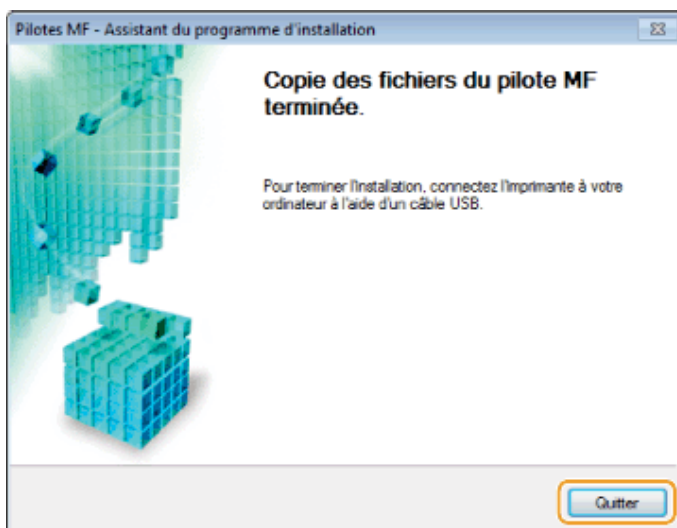 Pilotes MF - Assistant du programme d'installation
Copie des fichiers du pilote MF
terminée.
Pour terminer l'installation, connectez l'imprimante à votre
ordinateur à l'aide d'un câble USB.
Quitter